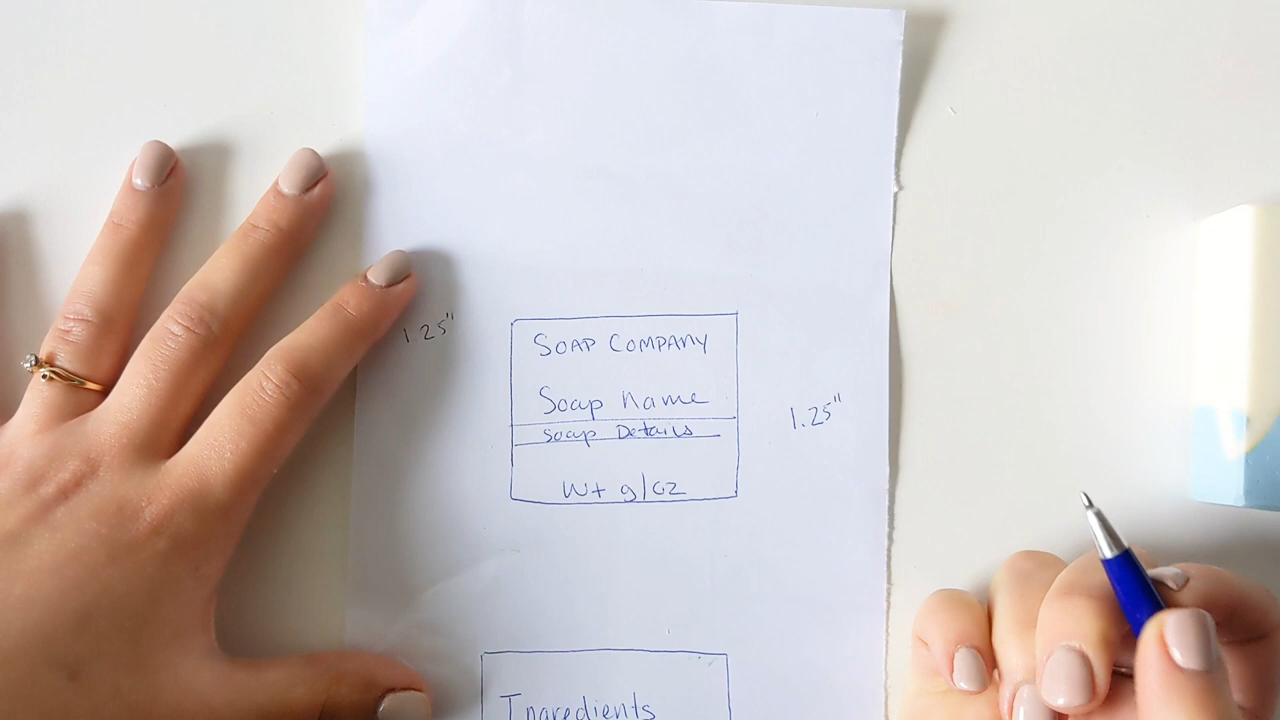 1.25"
SOAP COMPANY
Soap name
1.25"
Soap Details
Wt g/oz
Ingredients